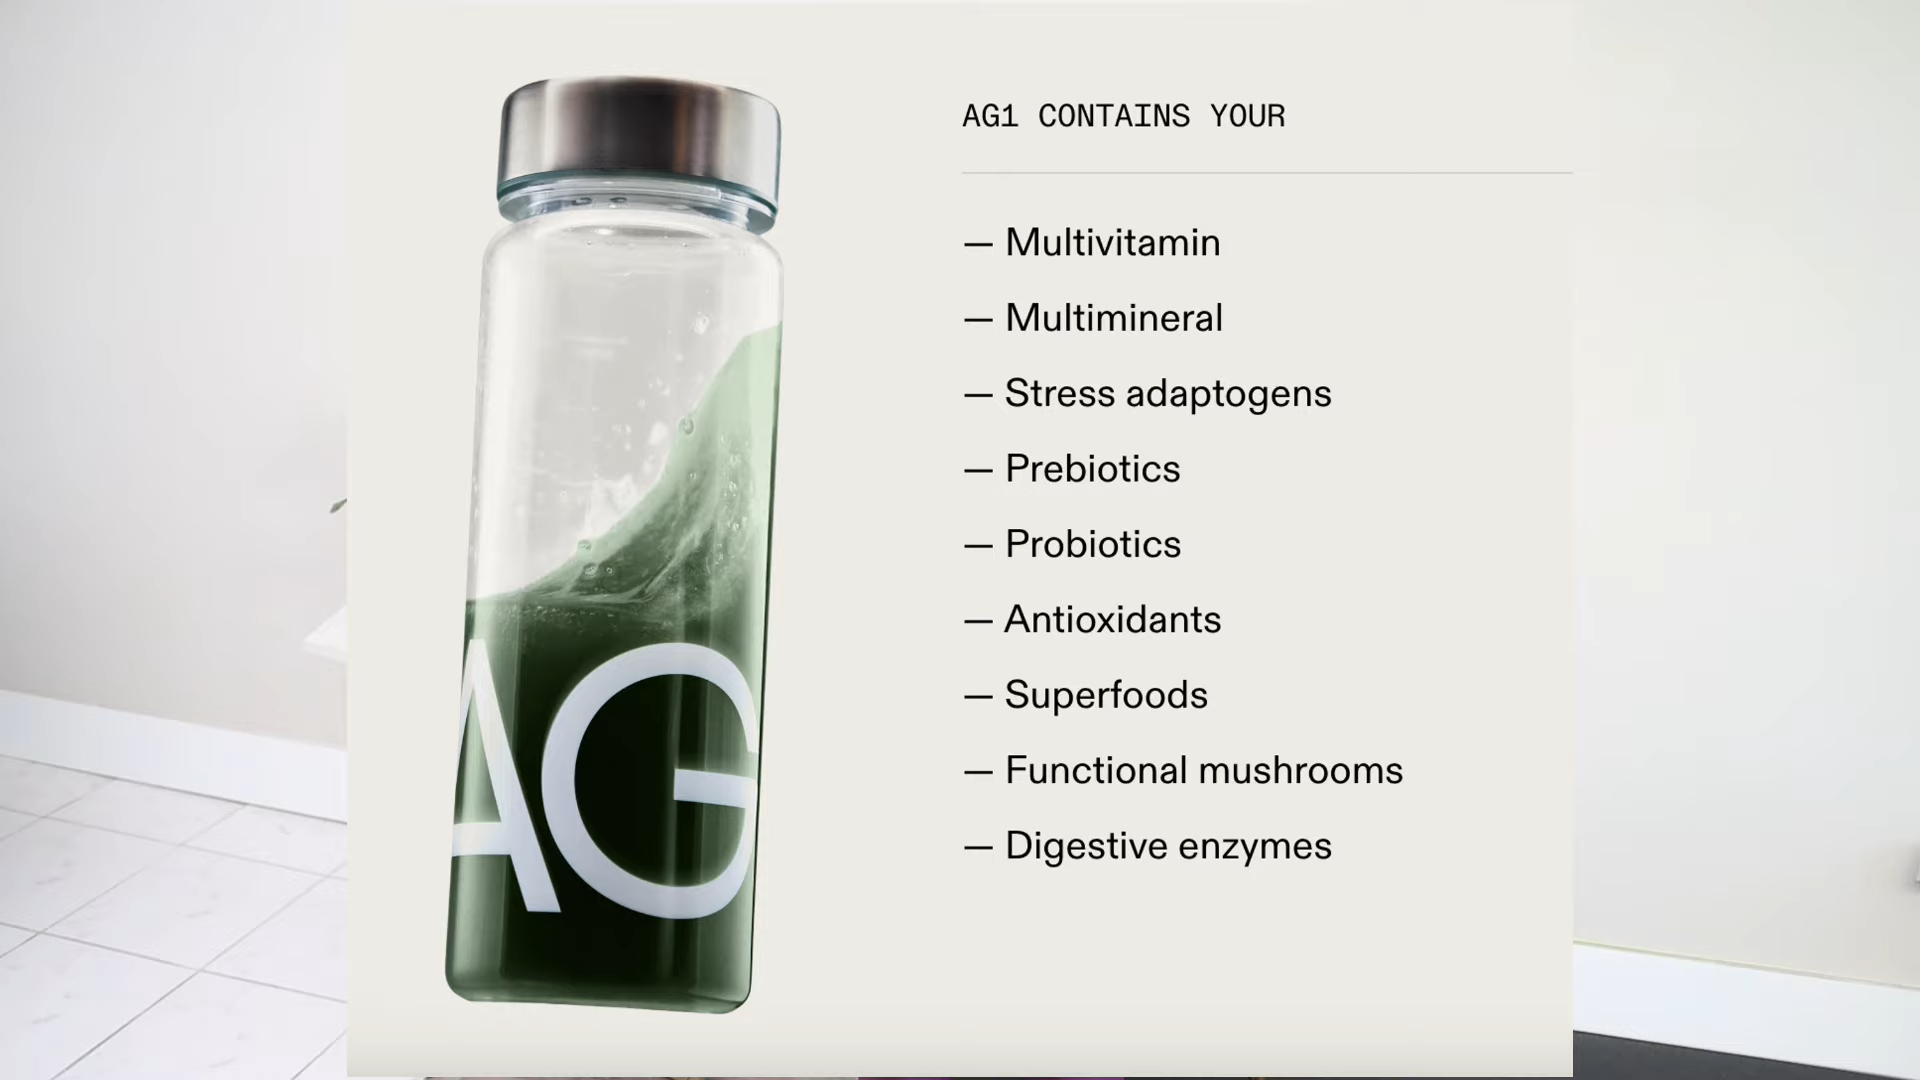 AG1 CONTAINS YOUR
— Multivitamin
— Multimineral
— Stress adaptogens
— Prebiotics
— Probiotics
— Antioxidants
— Superfoods
— Functional mushrooms
— Digestive enzymes
AG